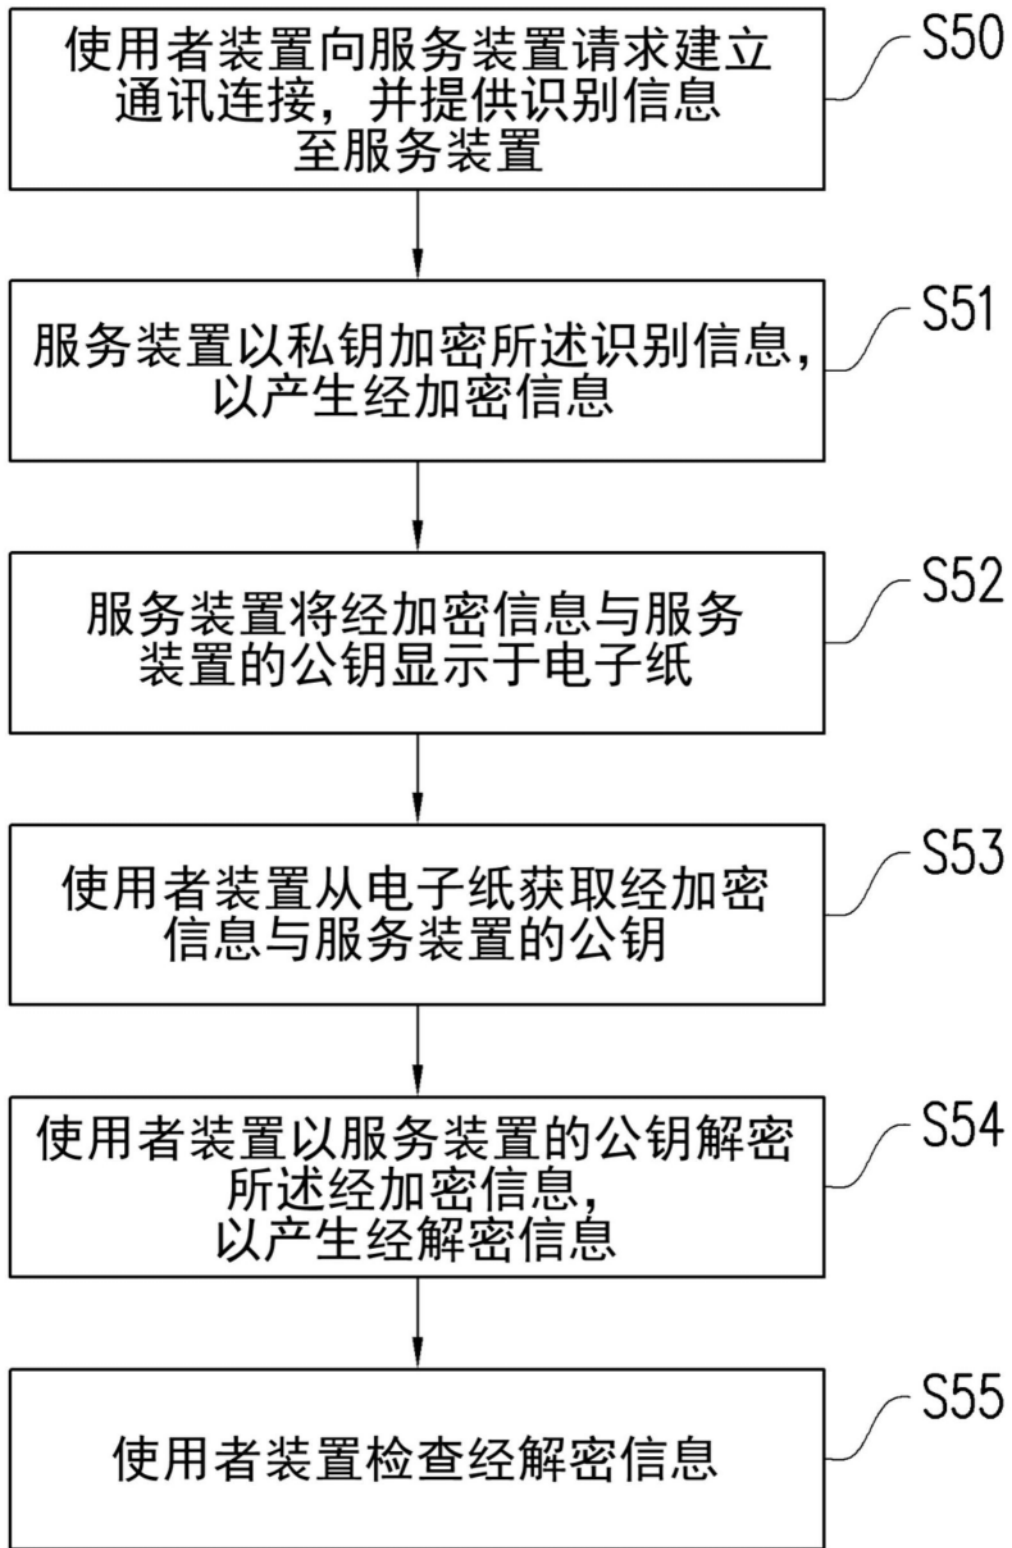 使用者装置向服务装置请求建立
通讯连接，并提供识别信息
至服务装置
S50
服务装置以私钥加密所述识别信息，
以产生经加密信息
S51
服务装置将经加密信息与服务
装置的公钥显示于电子纸
S52
使用者装置从电子纸获取经加密
信息与服务装置的公钥
S53
使用者装置以服务装置的公钥解密
所述经加密信息，
以产生经解密信息
S54
使用者装置检查经解密信息
S55